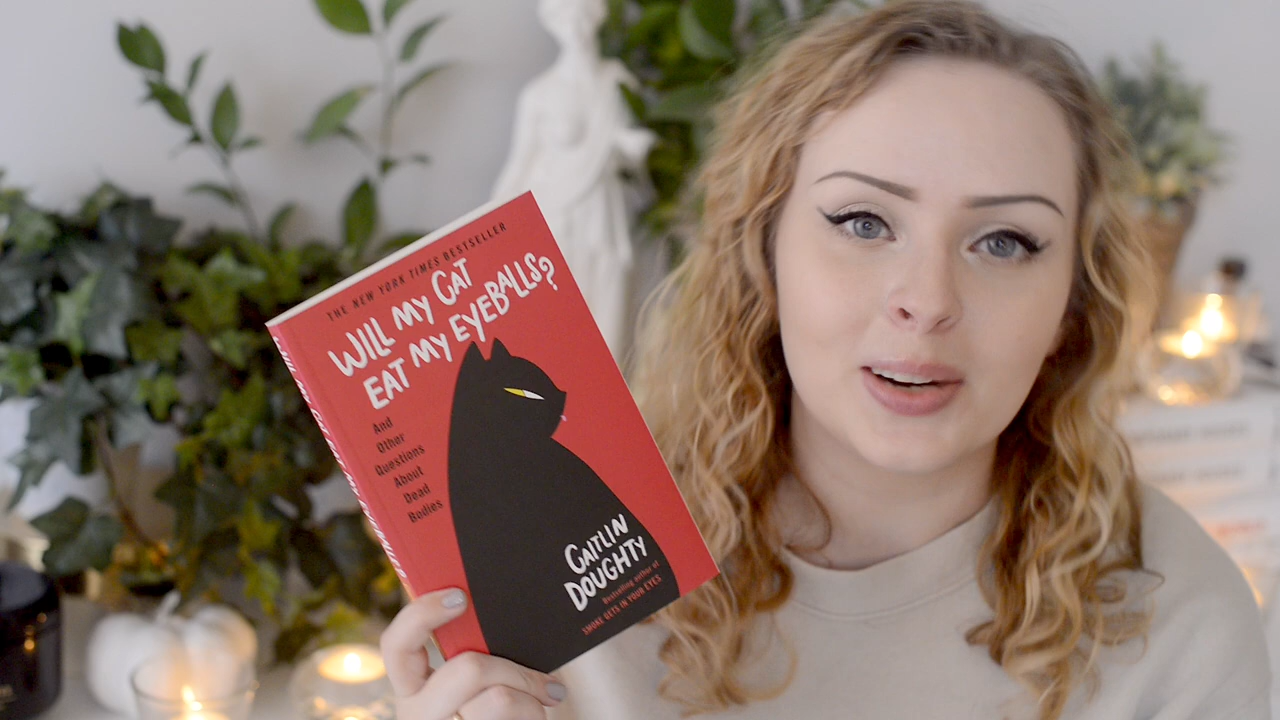 THE NEW YORK TIMES BESTSELLER
WILL MY CAT
EAT MY EYEBALLS?
And
Other
Questions
About
Dead
Bodies
CAITLIN
DOUGHTY
Bestselling author of
SMOKE GETS IN YOUR EYES